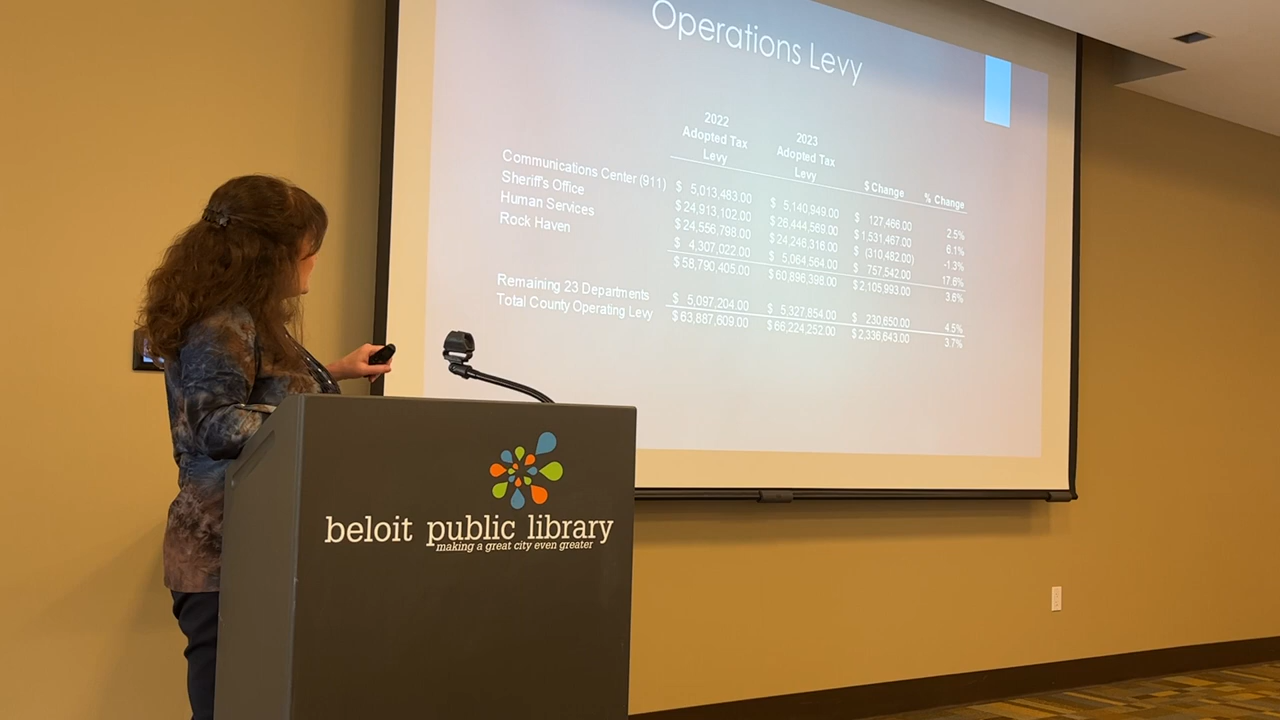 Operations Levy
2022
Adopted Tax
Levy
2023
Adopted Tax
Levy
$ Change
% Change
Communications Center (911) $ 5,013,483.00 $ 5,140,949.00 $ 127,466.00 2.5%
Sheriff's Office $24,913,102.00 $26,444,569.00 $1,531,467.00 6.1%
Human Services $24,556,798.00 $24,246,316.00 $ (310,482.00) -1.3%
Rock Haven $ 4,307,022.00 $ 5,064,564.00 $ 757,542.00 17.6%
$58,790,405.00 $60,896,398.00 $2,105,993.00 3.6%
Remaining 23 Departments $ 5,097,204.00 $ 5,327,854.00 $ 230,650.00 4.5%
Total County Operating Levy $63,887,609.00 $66,224,252.00 $2,336,643.00 3.7%
beloit public library
making a great city even greater